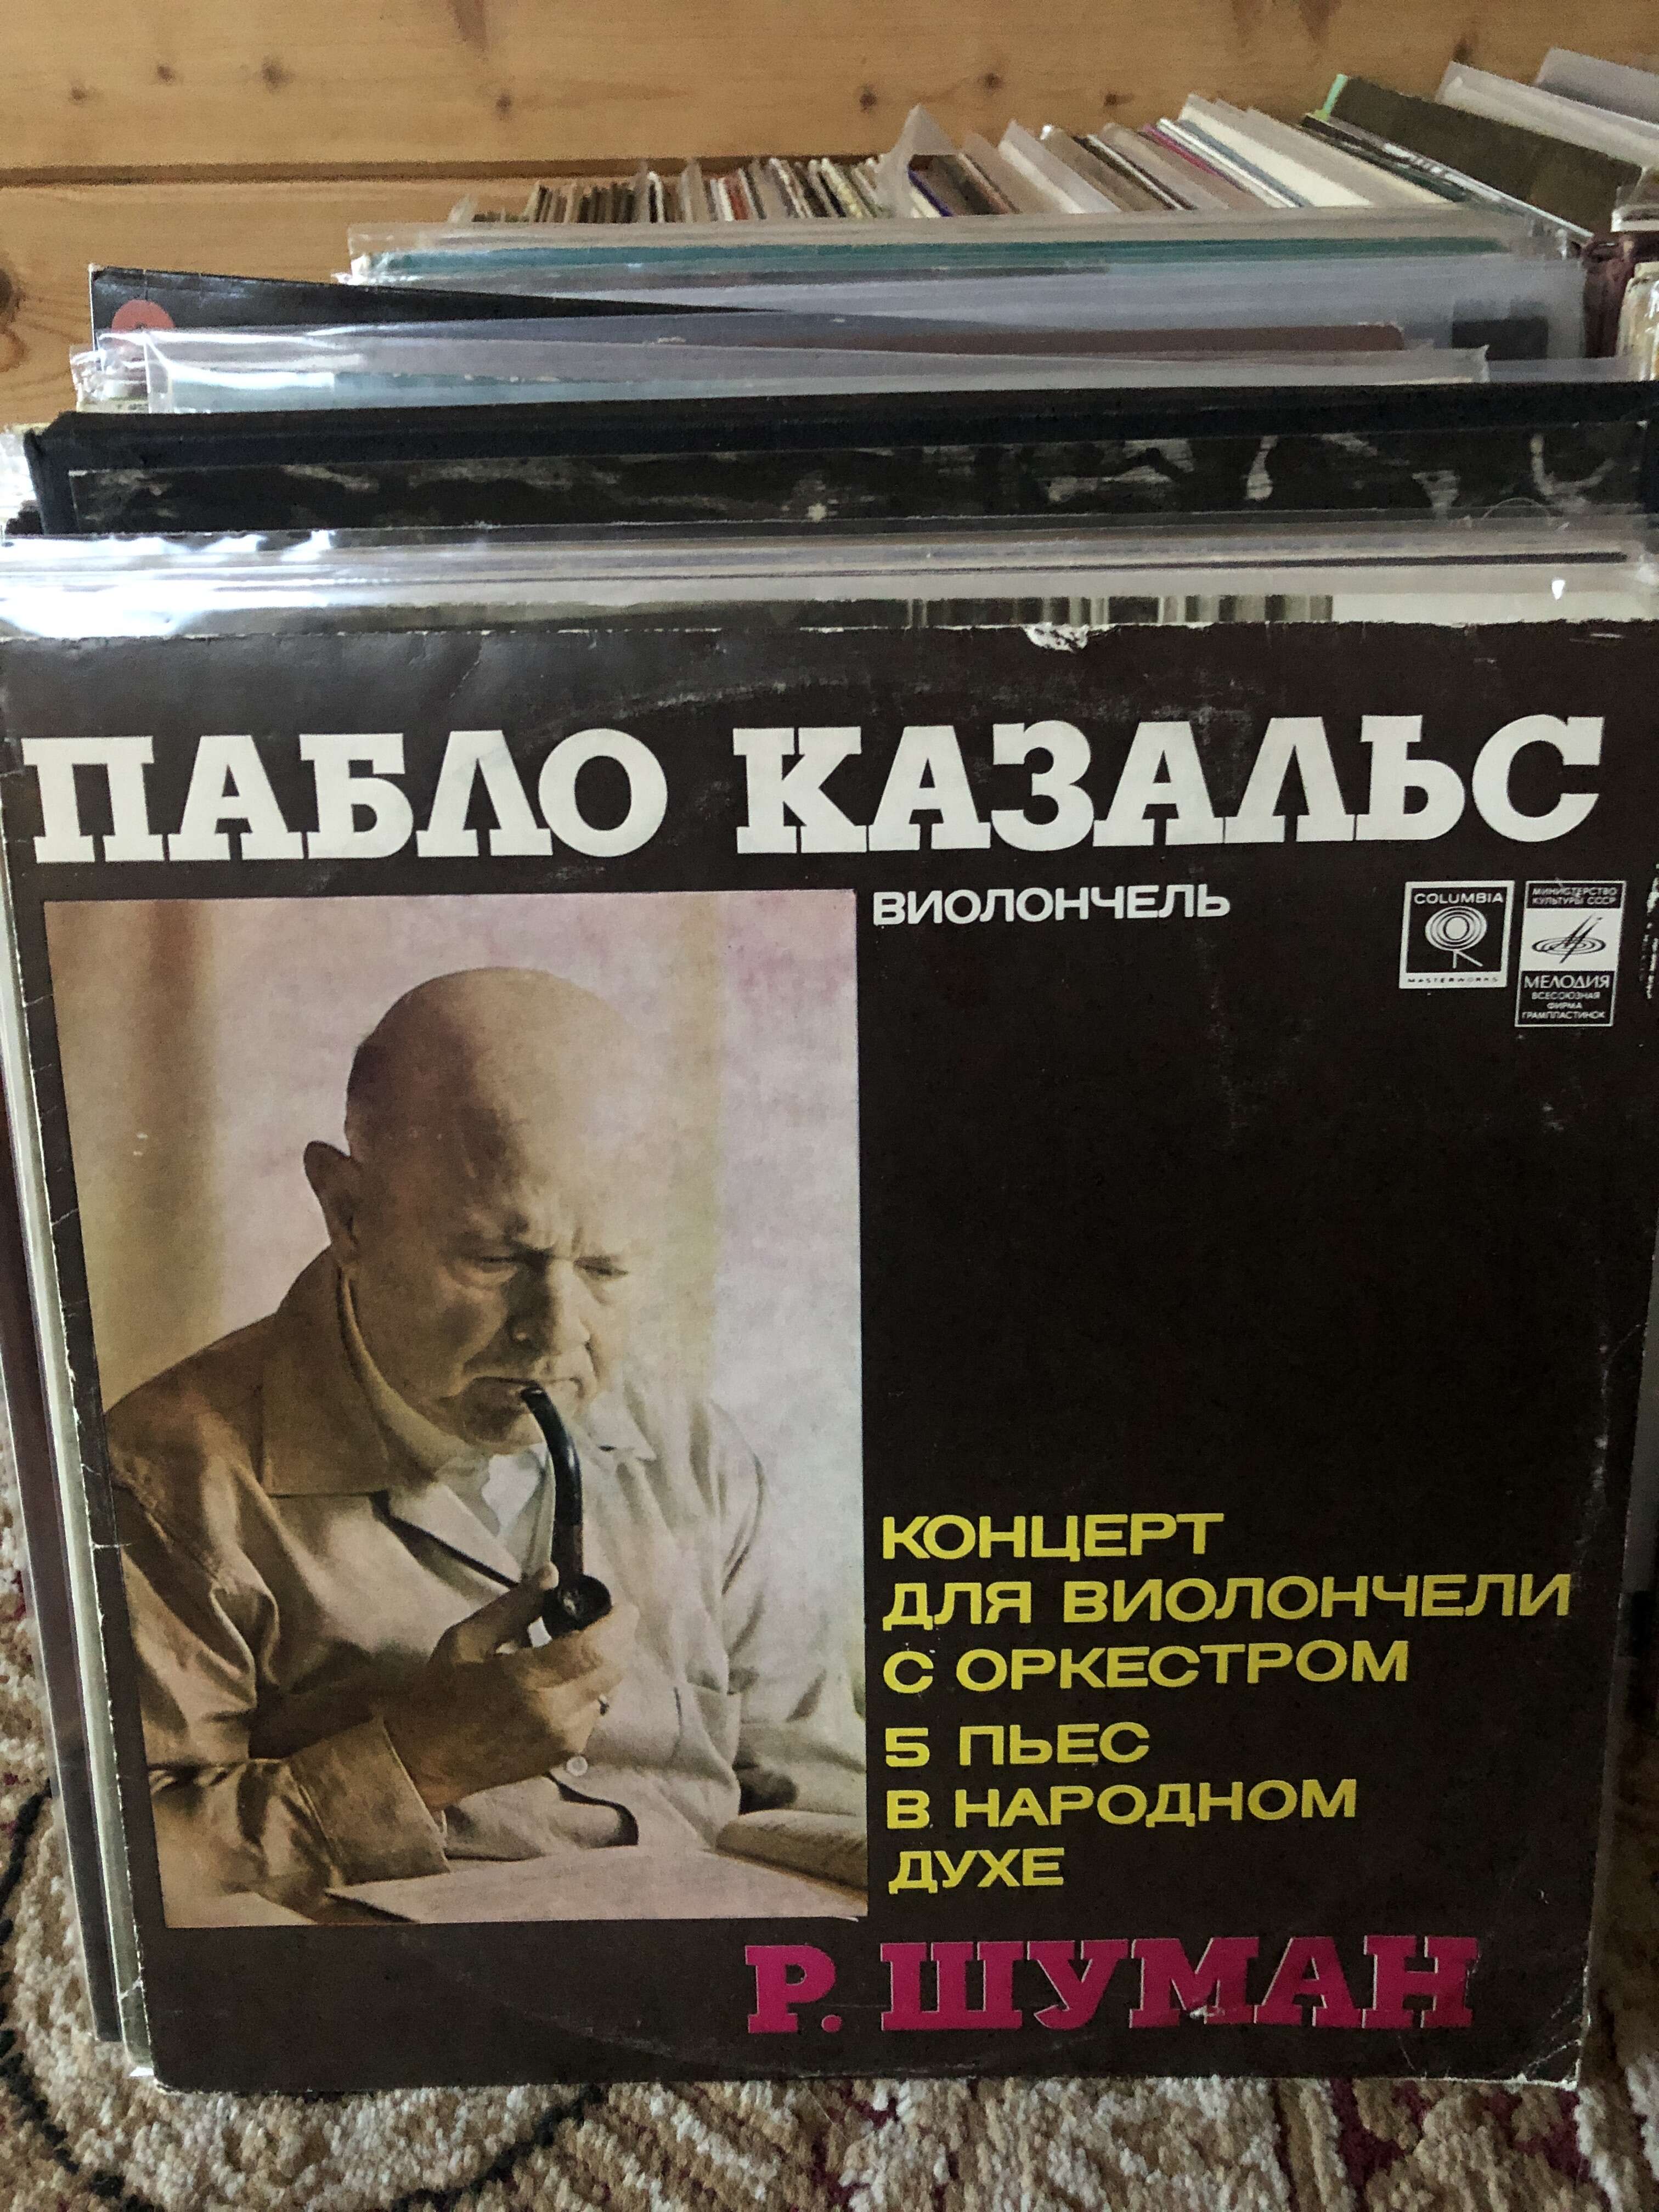 ПАБЛО КАЗАЛЬС
ВИОЛОНЧЕЛЬ
COLUMBIA
MASTERWORKS
МИНИСТЕРСТВО
КУЛЬТУРЫ СССР
МЕЛОДИЯ
ВСЕСОЮЗНАЯ
ФИРМА
ГРАМПЛАСТИНОК
КОНЦЕРТ
ДЛЯ ВИОЛОНЧЕЛИ
С ОРКЕСТРОМ
5 ПЬЕС
В НАРОДНОМ
ДУХЕ
Р. ШУМАН